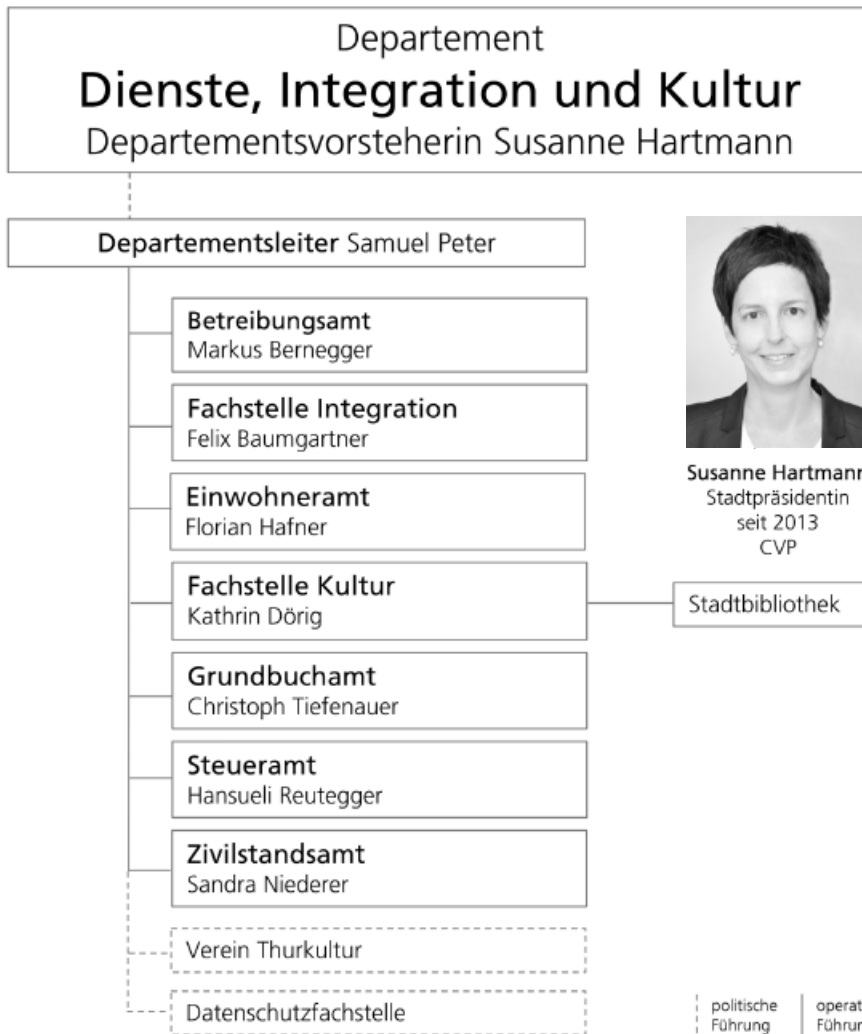 Departement
Dienste, Integration und Kultur
Departementsvorsteherin Susanne Hartmann
Departementsleiter Samuel Peter
Betreibungsamt
Markus Bernegger
Fachstelle Integration
Felix Baumgartner
Einwohneramt
Florian Hafner
Fachstelle Kultur
Kathrin Dörig
Grundbuchamt
Christoph Tiefenauer
Steueramt
Hansueli Reutegger
Zivilstandsamt
Sandra Niederer
Verein Thurkultur
Datenschutzfachstelle
Susanne Hartmann
Stadtpräsidentin
seit 2013
CVP
Stadtbibliothek
politische
Führung